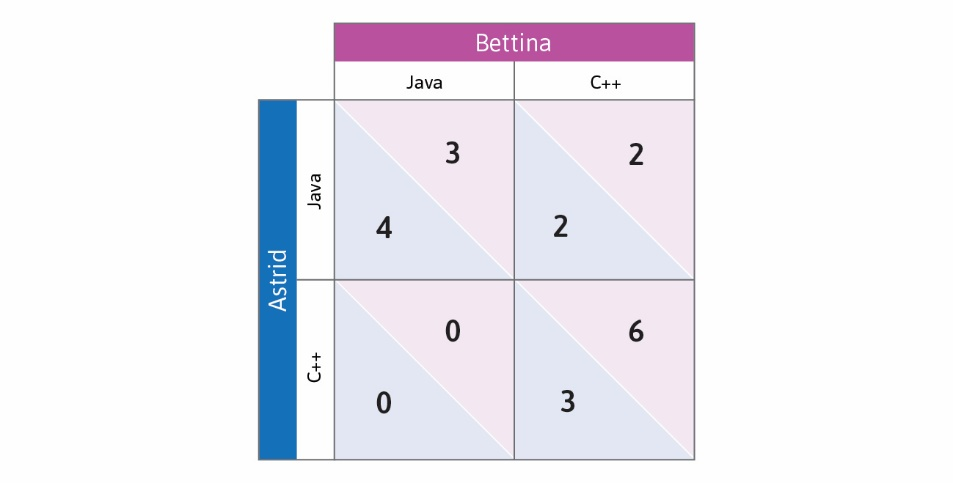 Bettina
Java C++
Astrid
Java
3 2
4 2
C++
0 6
0 3